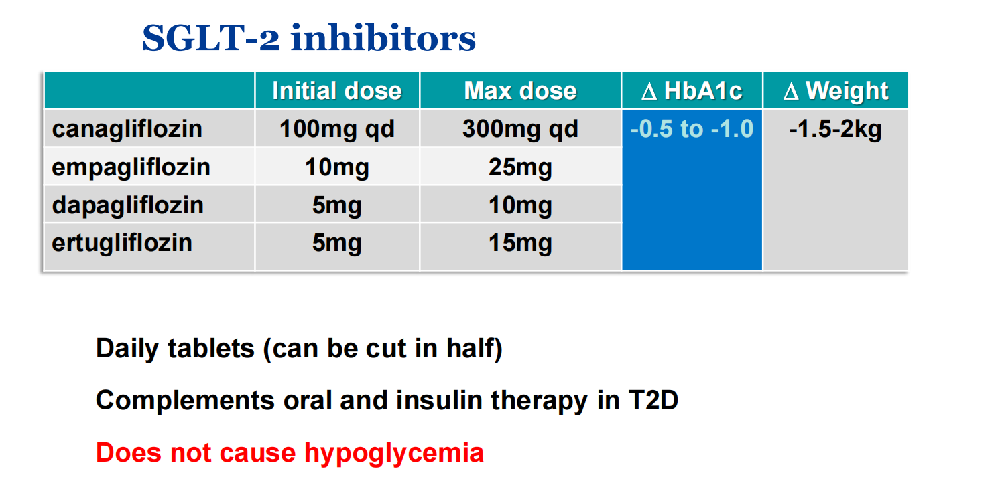 SGLT-2 inhibitors
Initial dose Max dose Δ HbA1c Δ Weight
canagliflozin 100mg qd 300mg qd -0.5 to -1.0 -1.5-2kg
empagliflozin 10mg 25mg
dapagliflozin 5mg 10mg
ertugliflozin 5mg 15mg
Daily tablets (can be cut in half)
Complements oral and insulin therapy in T2D
Does not cause hypoglycemia